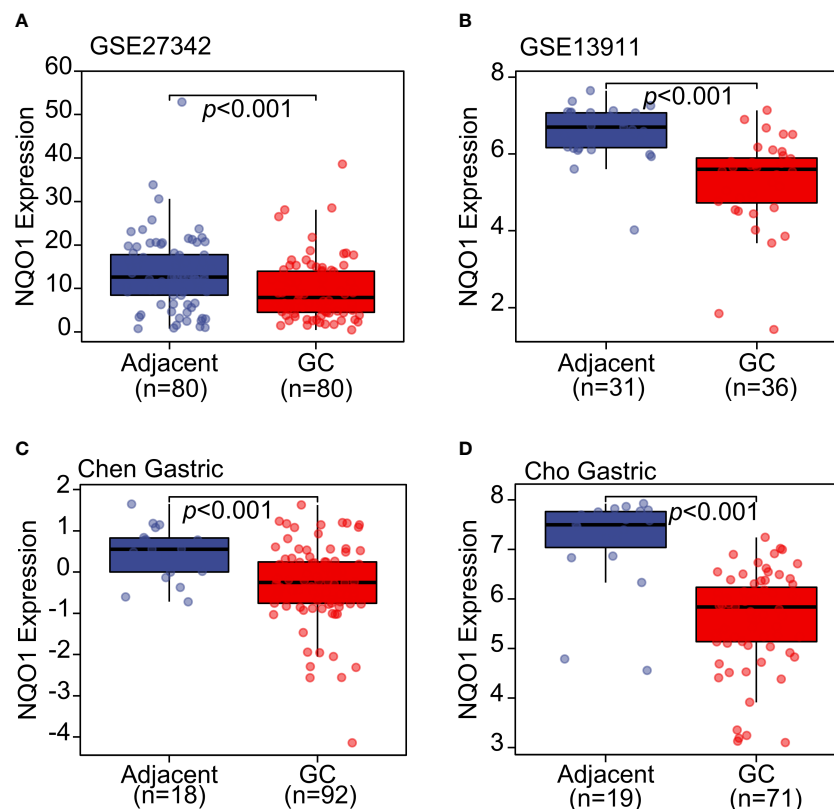 A
GSE27342
NQO1 Expression
60
50
40
30
20
10
0
p<0.001
Adjacent
(n=80)
GC
(n=80)
B
GSE13911
NQO1 Expression
8
6
4
2
p<0.001
Adjacent
(n=31)
GC
(n=36)
C
Chen Gastric
NQO1 Expression
2
1
0
-1
-2
-3
-4
p<0.001
Adjacent
(n=18)
GC
(n=92)
D
Cho Gastric
NQO1 Expression
8
7
6
5
4
3
p<0.001
Adjacent
(n=19)
GC
(n=71)